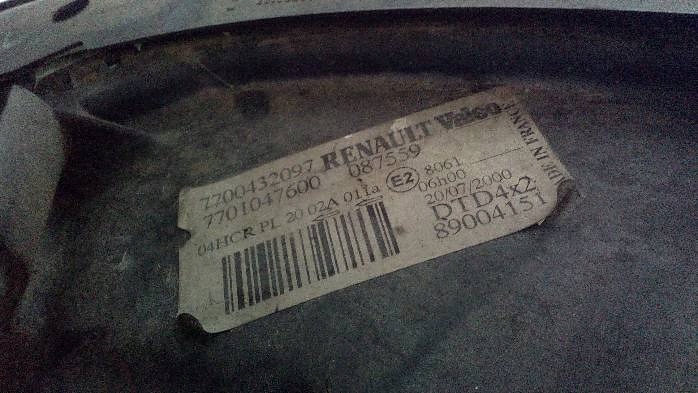 7700432097 RENAULT Valeo
7701047600 087559
04HCR PL 20 02A 011a E2 8061
06h00
20/07/2000
DTD4x2
89004151
MADE IN FRANCE